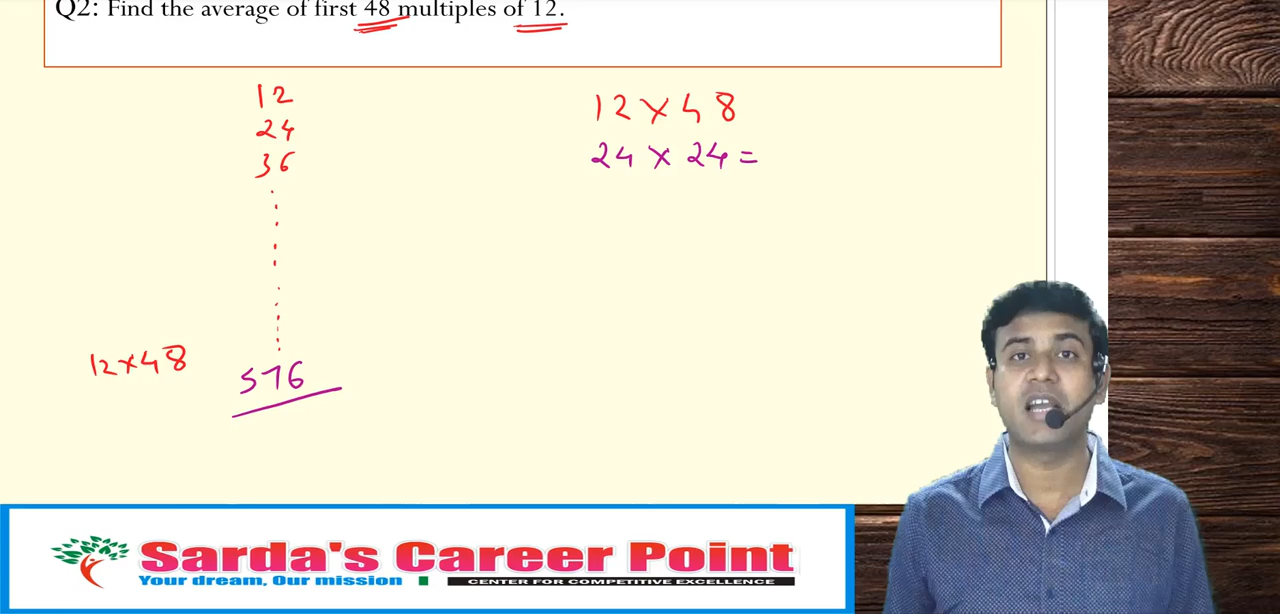 Q2: Find the average of first 48 multiples of 12.
12
24
36
12×48
576
12×48
24×24=
Sarda's Career Point
Your dream, Our mission
CENTER FOR COMPETITIVE EXCELLENCE